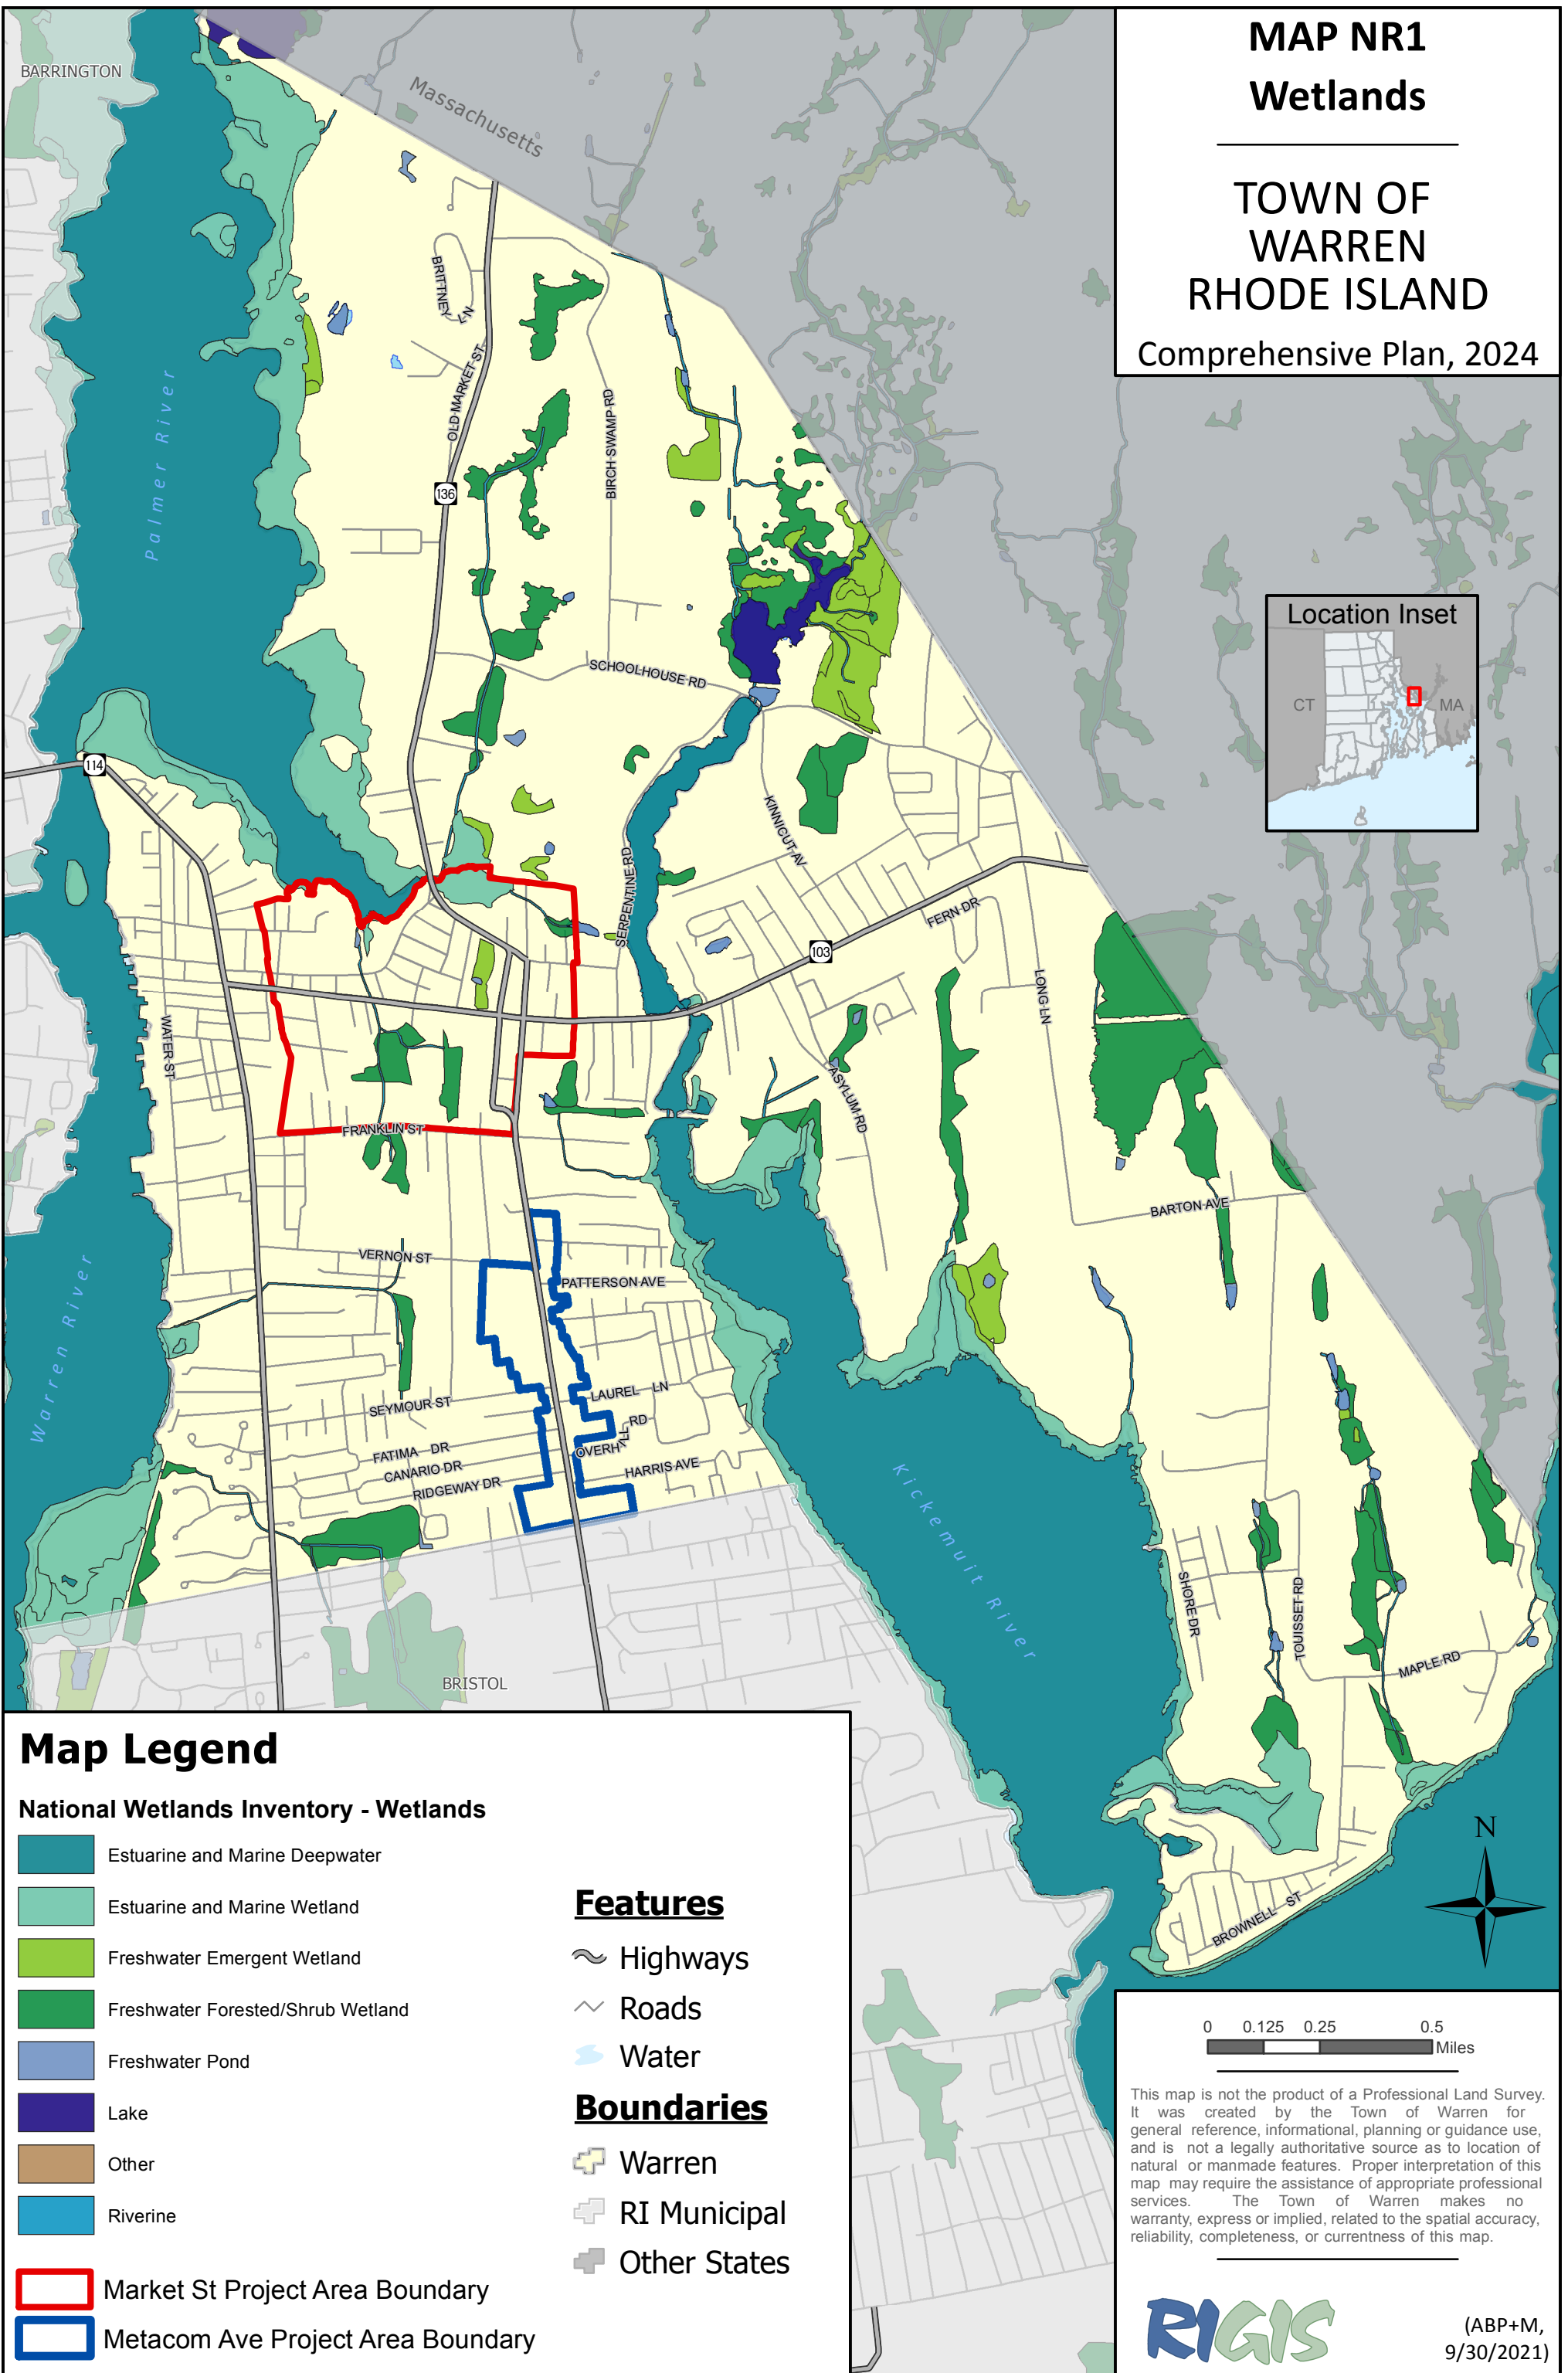 MAP NR1
Wetlands
TOWN OF
WARREN
RHODE ISLAND
Comprehensive Plan, 2024
BARRINGTON
Massachusetts
BRITTNEY LN
OLD MARKET ST
136
BIRCH SWAMP RD
Palmer River
SCHOOLHOUSE RD
Location Inset
CT
MA
114
KINNICUT AV
SERPENTINE RD
FERN DR
103
LONG LN
WATER ST
ASYLUM RD
FRANKLIN ST
BARTON AVE
VERNON ST
PATTERSON AVE
Warren River
LAUREL LN
SEYMOUR ST
OVERHILL RD
FATIMA DR
CANARIO DR
HARRIS AVE
RIDGEWAY DR
Kickemuit River
SHORE DR
TOUISSET RD
MAPLE RD
BRISTOL
BROWNELL ST
N
Map Legend
National Wetlands Inventory - Wetlands
Estuarine and Marine Deepwater
Estuarine and Marine Wetland
Freshwater Emergent Wetland
Freshwater Forested/Shrub Wetland
Freshwater Pond
Lake
Other
Riverine
Market St Project Area Boundary
Metacom Ave Project Area Boundary
Features
Highways
Roads
Water
Boundaries
Warren
RI Municipal
Other States
0 0.125 0.25 0.5
Miles
This map is not the product of a Professional Land Survey.
It was created by the Town of Warren for
general reference, informational, planning or guidance use,
and is not a legally authoritative source as to location of
natural or manmade features. Proper interpretation of this
map may require the assistance of appropriate professional
services. The Town of Warren makes no
warranty, express or implied, related to the spatial accuracy,
reliability, completeness, or currentness of this map.
RIGIS
(ABP+M,
9/30/2021)